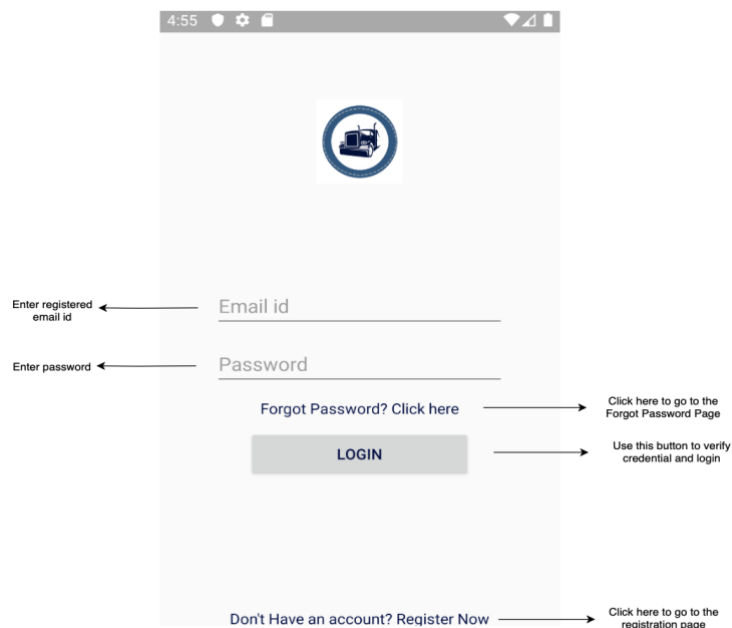 4:55
Enter registered
email id
Email id
Enter password
Password
Forgot Password? Click here
Click here to go to the
Forgot Password Page
LOGIN
Use this button to verify
credential and login
Don't Have an account? Register Now
Click here to go to the
registration page